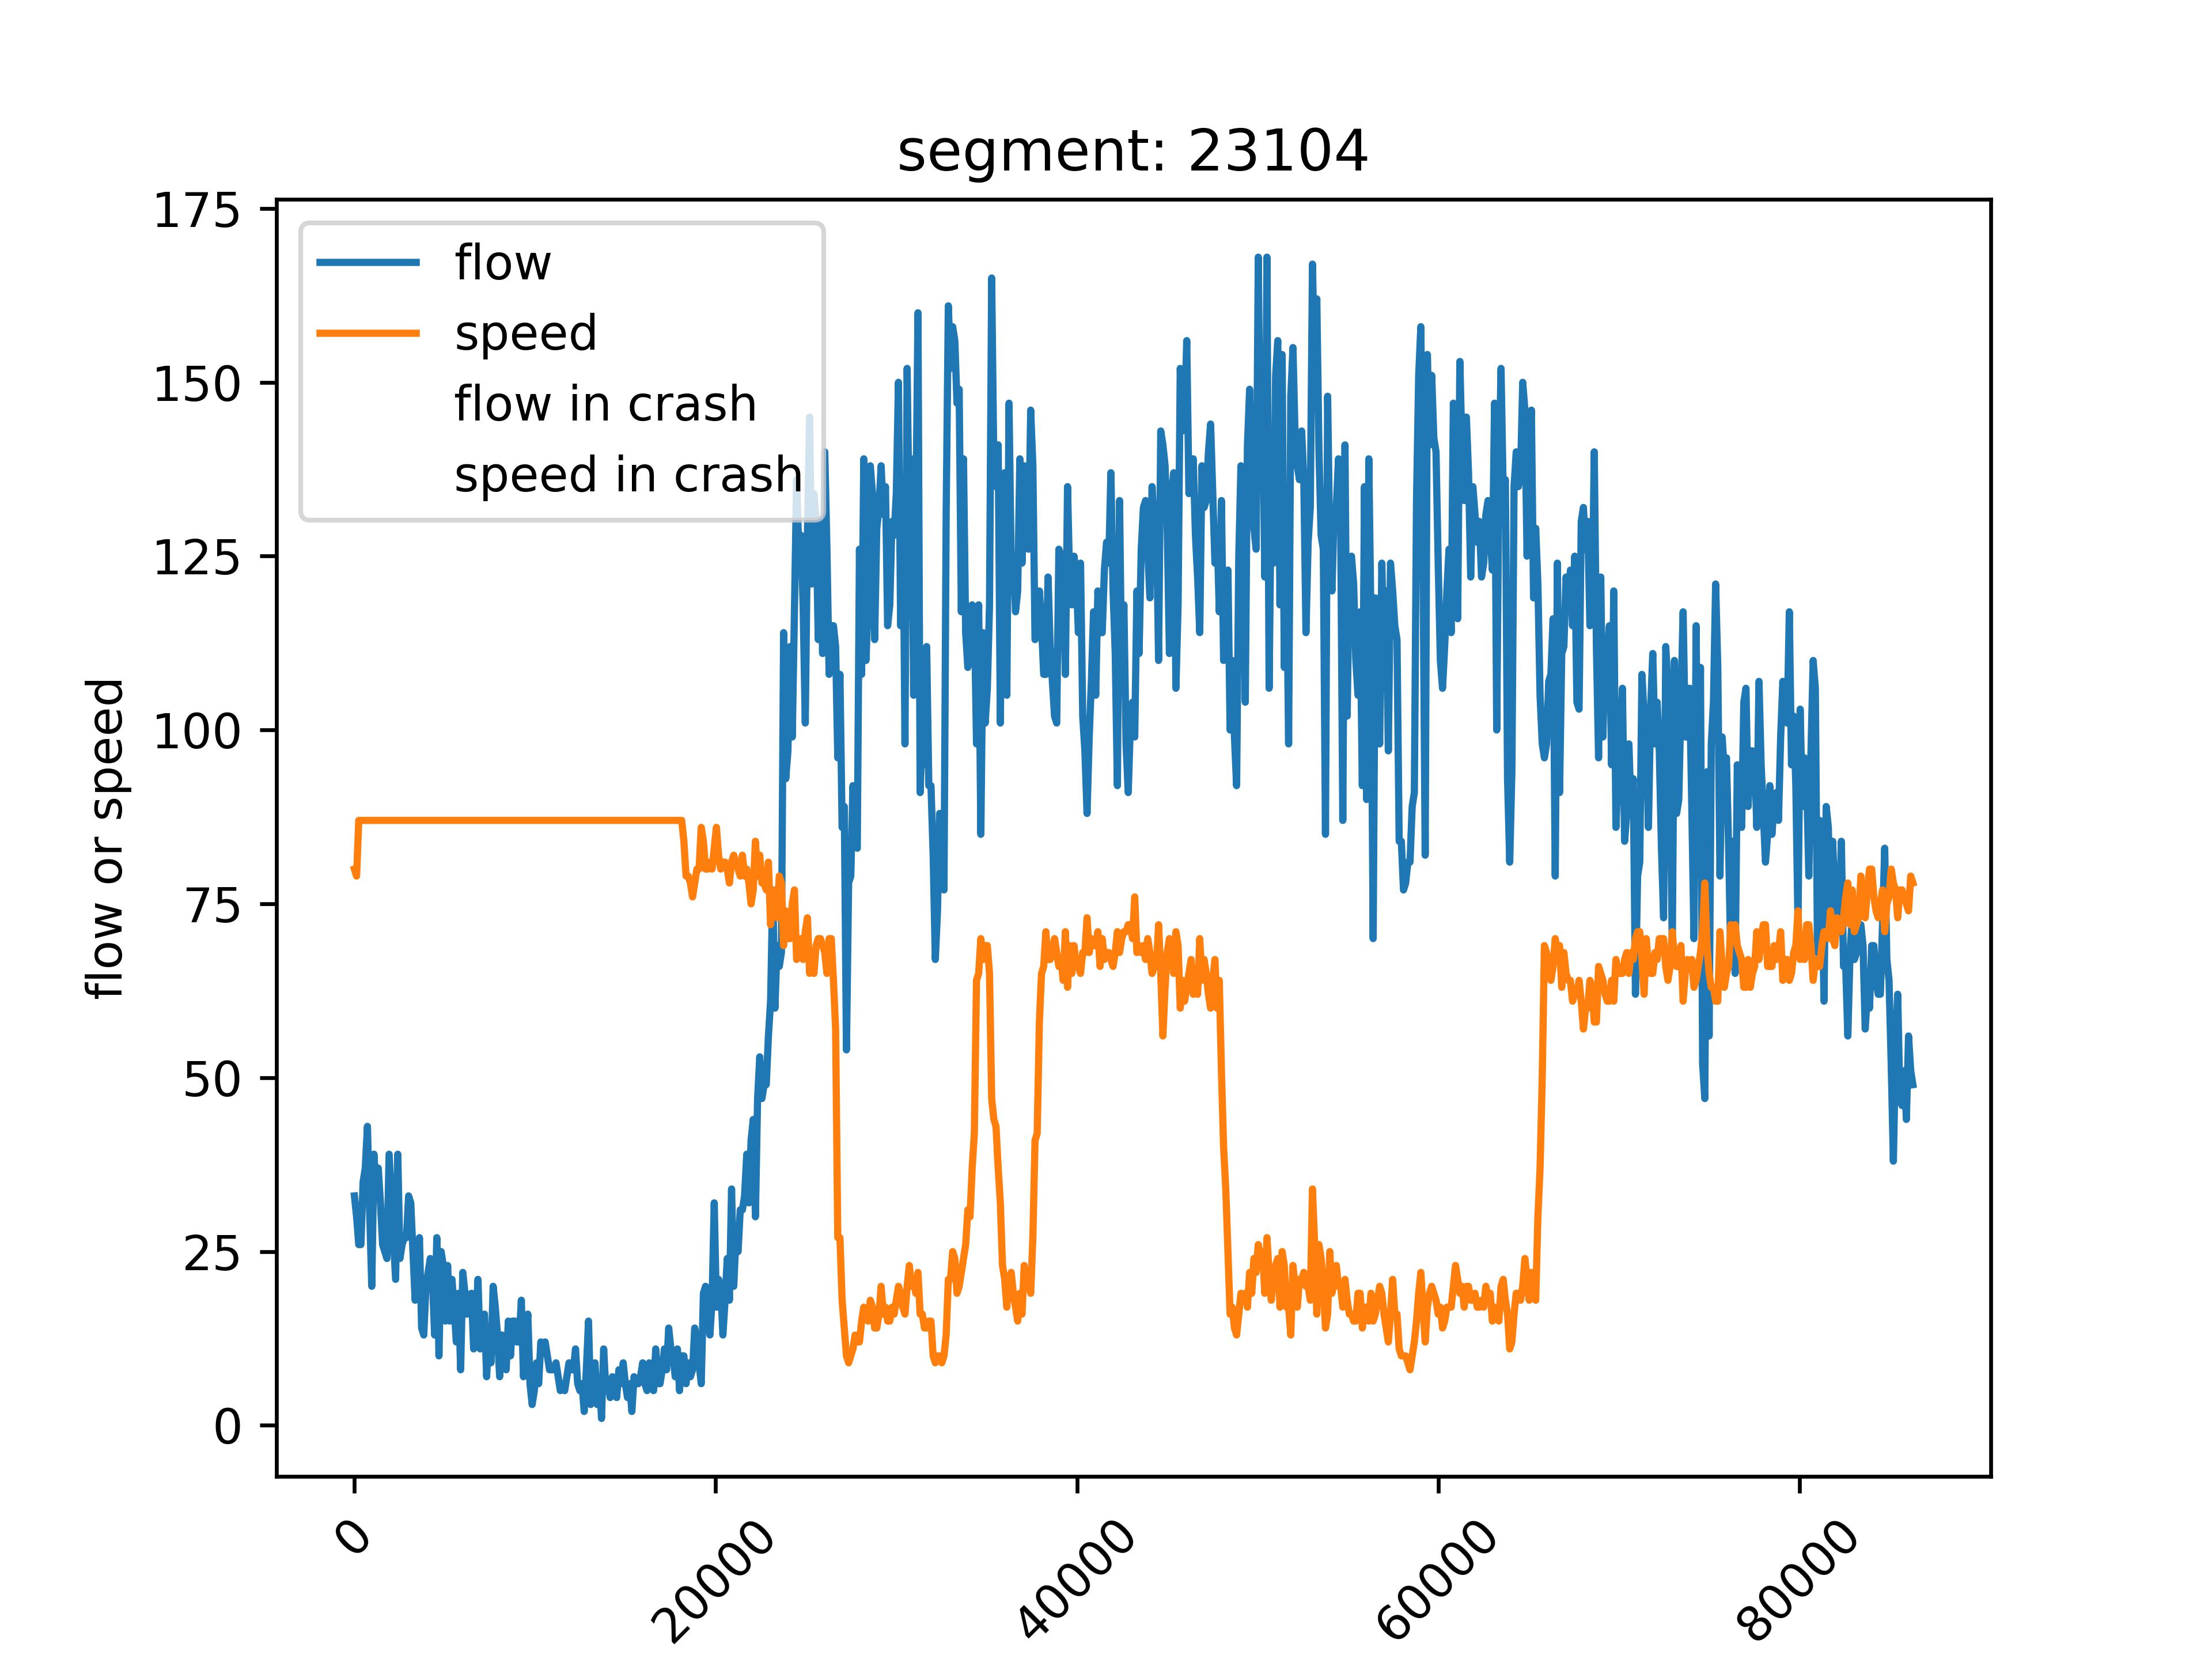 segment: 23104
175
150
125
100
75
50
25
0
flow or speed
flow
speed
flow in crash
speed in crash
0
20000
40000
60000
80000